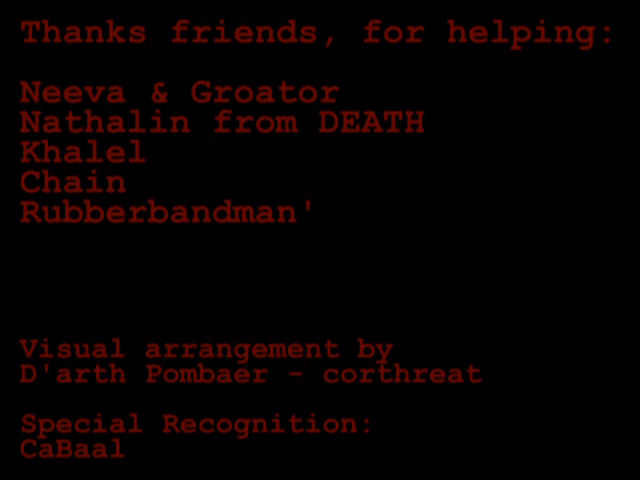 Thanks friends, for helping:
Neeva & Groator
Nathalin from DEATH
Khalel
Chain
Rubberbandman'
Visual arrangement by
D'arth Pombaer - corthreat
Special Recognition:
CaBaal